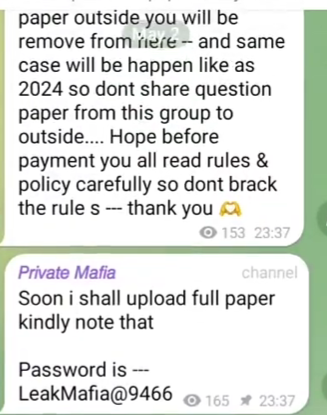 paper outside you will be
remove from here -- and same
May 2
case will be happen like as
2024 so dont share question
paper from this group to
outside.... Hope before
payment you all read rules &
policy carefully so dont brack
the rule s --- thank you 🫶
153 23:37
Private Mafia channel
Soon i shall upload full paper
kindly note that
Password is ---
LeakMafia@9466 165 23:37